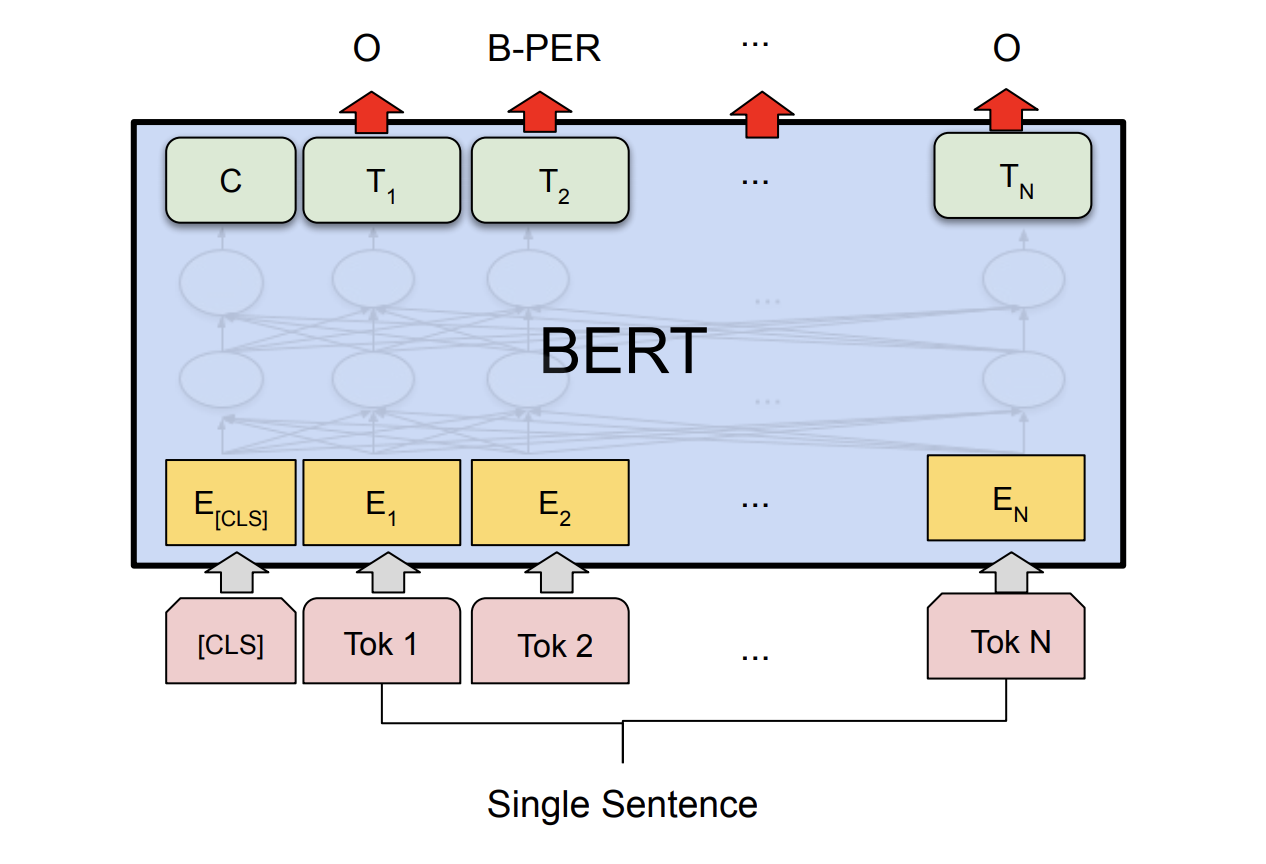 O B-PER ... O
C T1 T2 ... TN
...
BERT
...
E[CLS] E1 E2 ... EN
[CLS] Tok 1 Tok 2 ... Tok N
Single Sentence